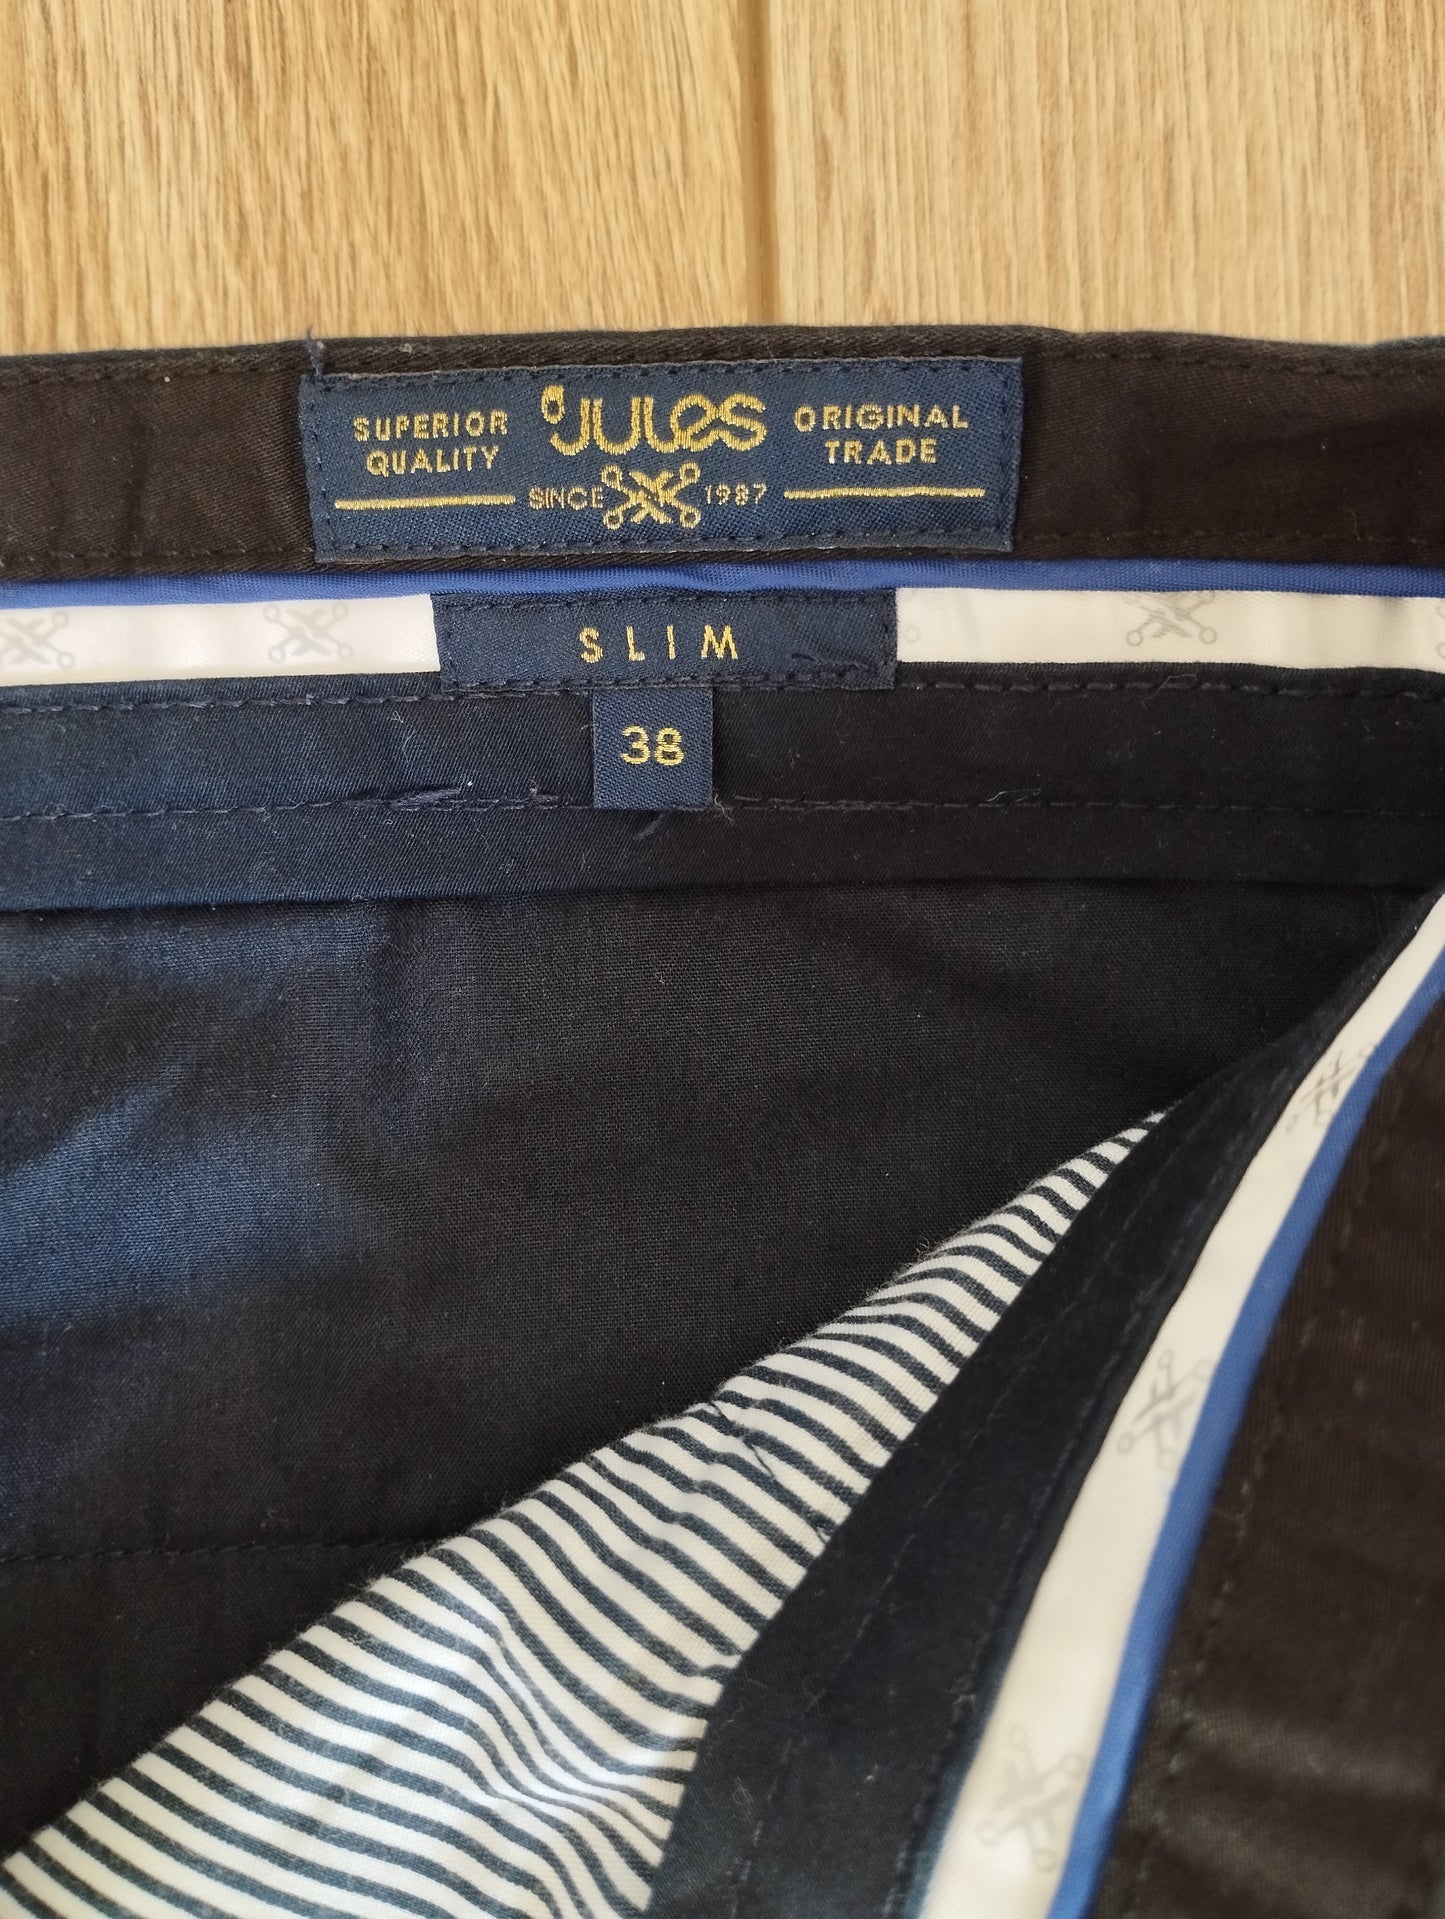 SUPERIOR QUALITY
Jules
SINCE 1987
ORIGINAL TRADE
SLIM
38